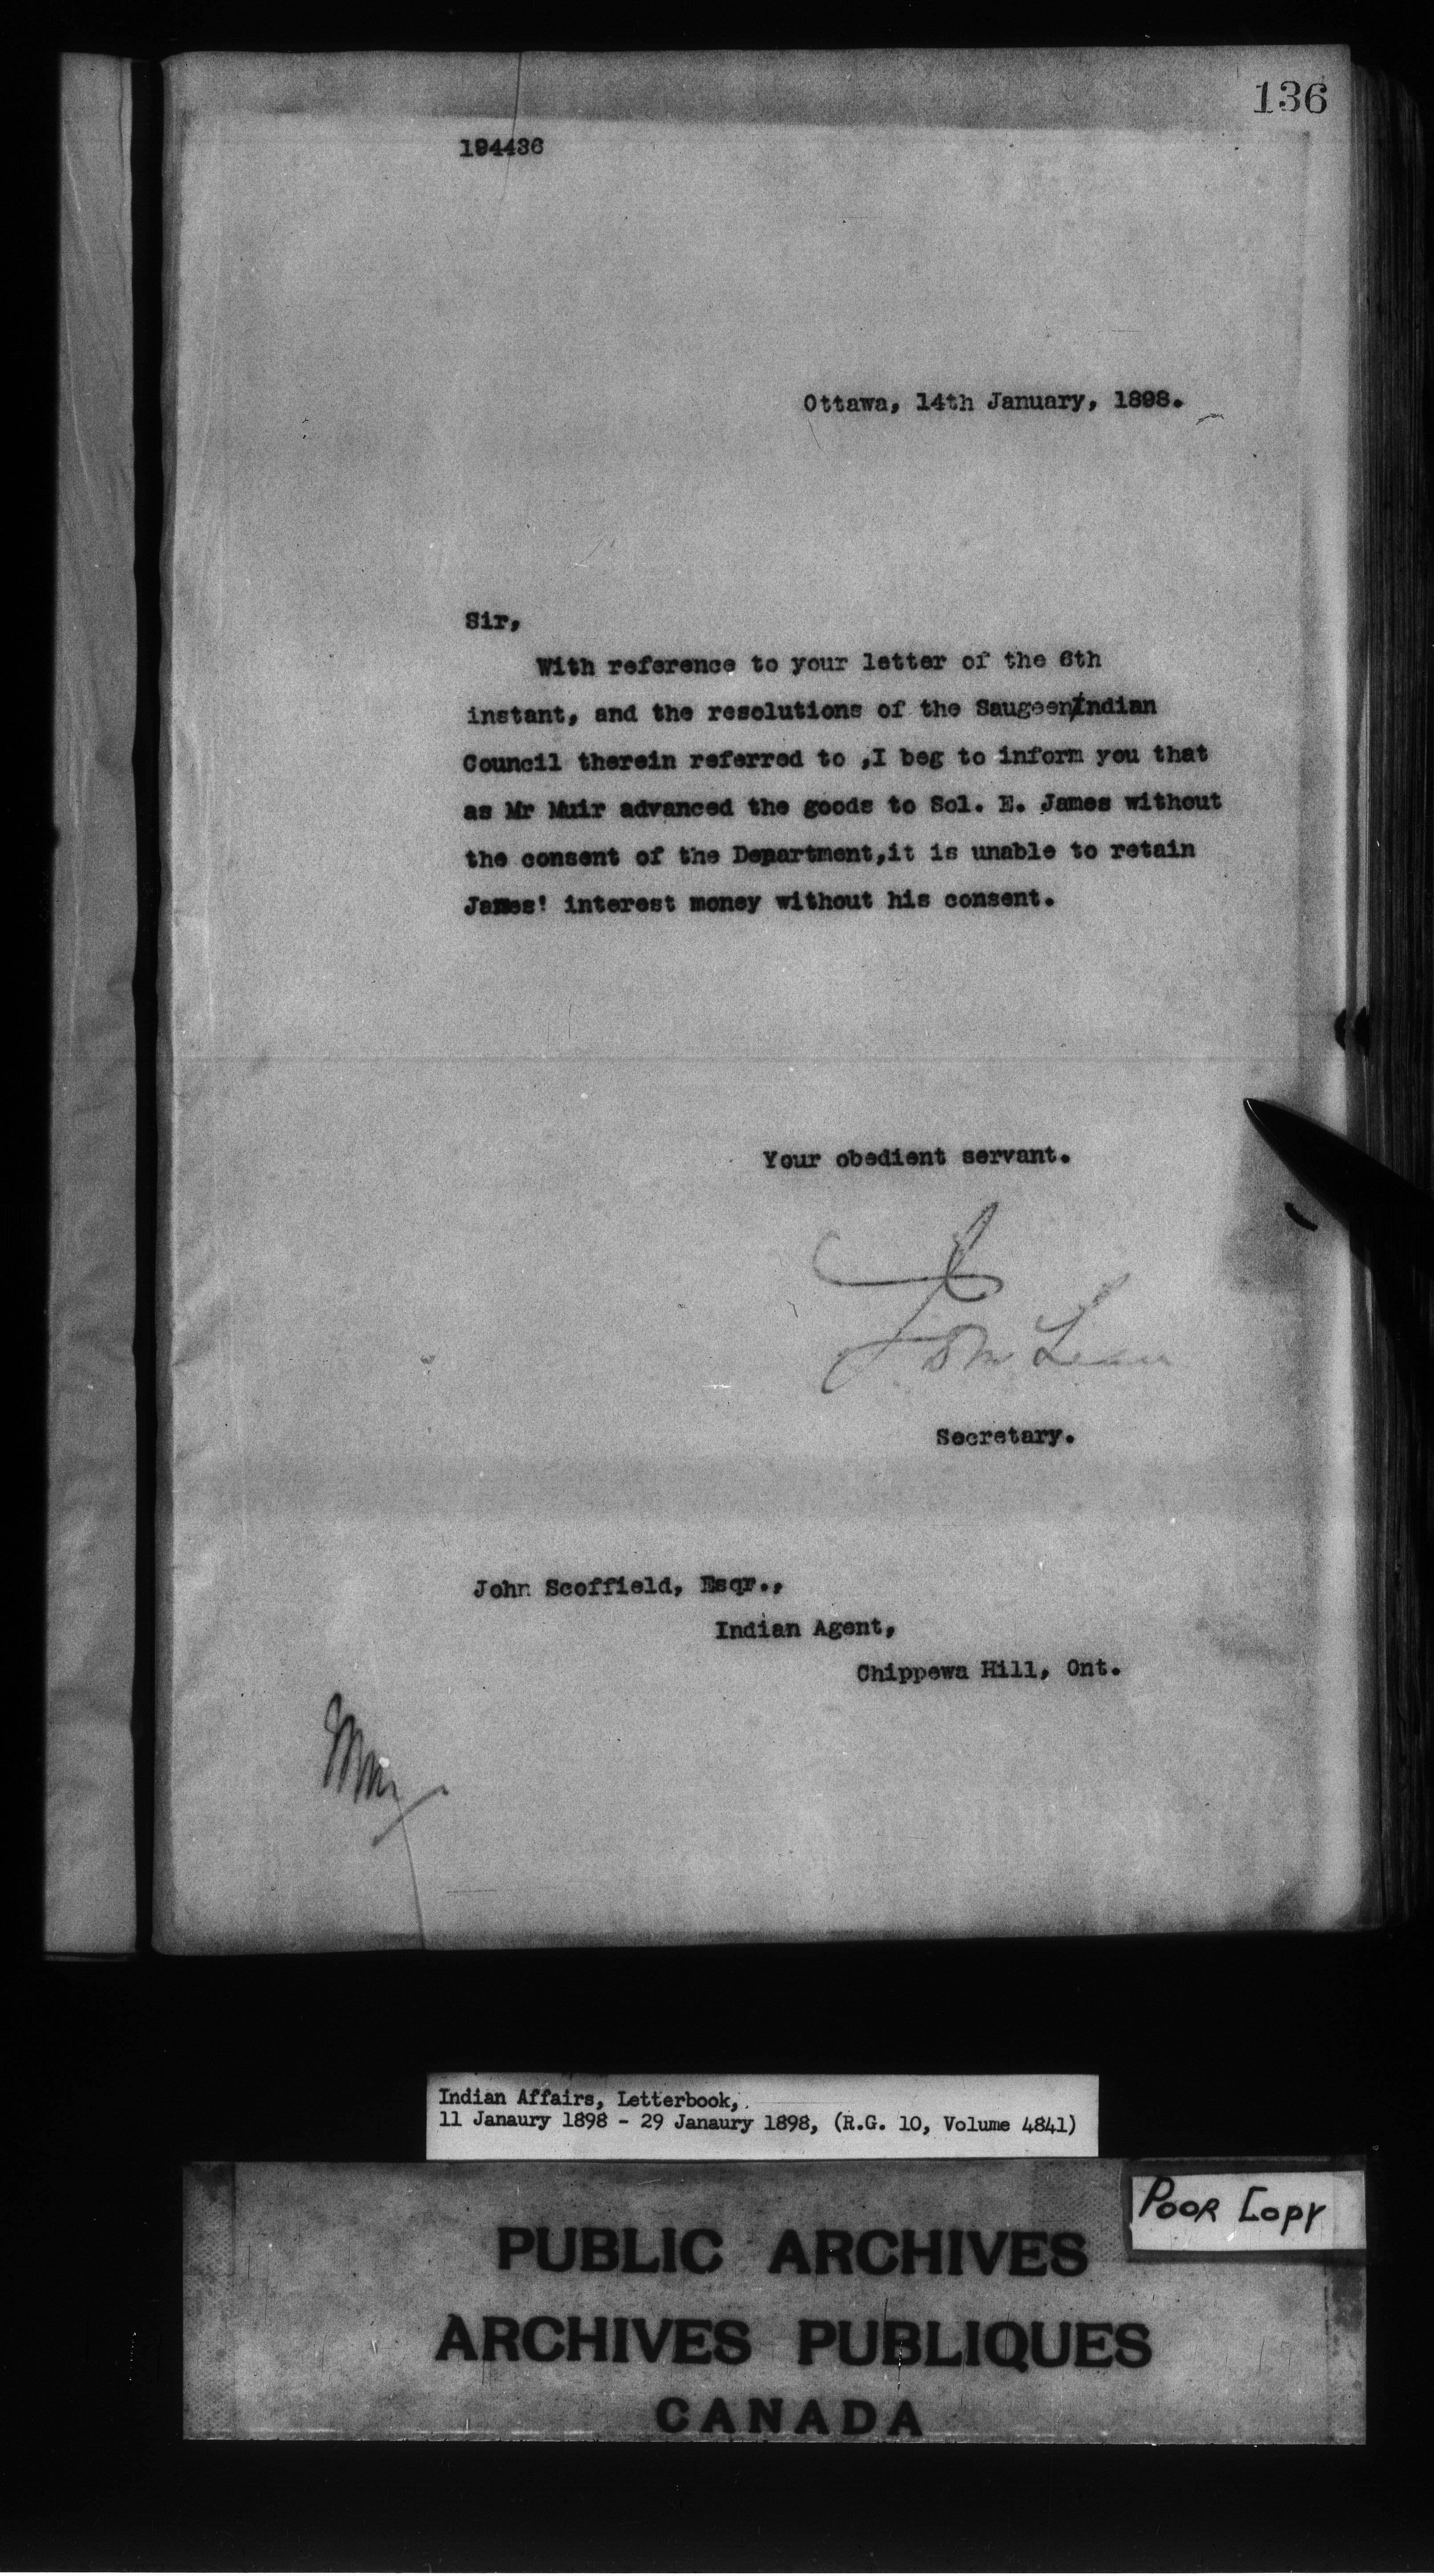 136
194436
Ottawa, 14th January, 1898.
Sir,
With reference to your letter of the 6th
instant, and the resolutions of the Saugeen/Indian
Council therein referred to ,I beg to inform you that
as Mr Muir advanced the goods to Sol. E. James without
the consent of the Department,it is unable to retain
James' interest money without his consent.
Your obedient servant.
Secretary.
John Scoffield, Esqr.,
Indian Agent,
Chippewa Hill, Ont.
Indian Affairs, Letterbook,
11 Janaury 1898 - 29 Janaury 1898, (R.G. 10, Volume 4841)
POOR COPY
PUBLIC ARCHIVES
ARCHIVES PUBLIQUES
CANADA